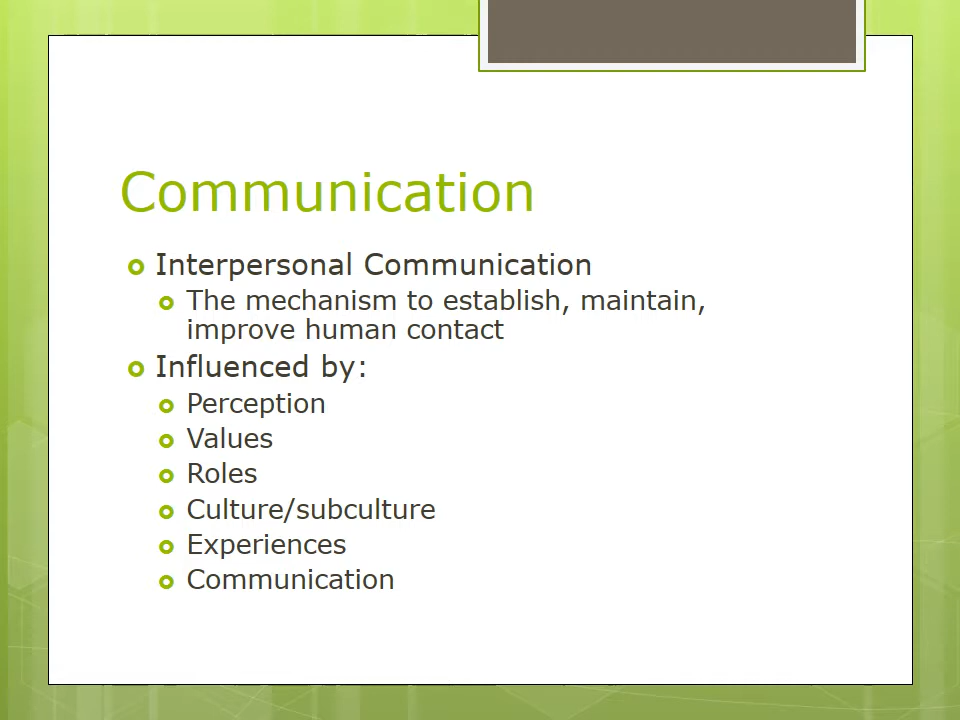 Communication
Interpersonal Communication
The mechanism to establish, maintain,
improve human contact
Influenced by:
Perception
Values
Roles
Culture/subculture
Experiences
Communication